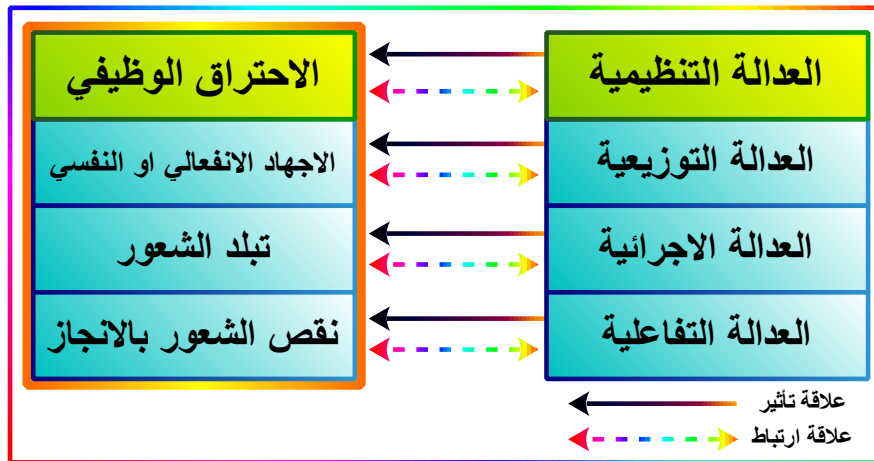 العدالة التنظيمية
العدالة التوزيعية
العدالة الاجرائية
العدالة التفاعلية
الاحتراق الوظيفي
الاجهاد الانفعالي او النفسي
تبلد الشعور
نقص الشعور بالانجاز
علاقة تأثير
علاقة ارتباط